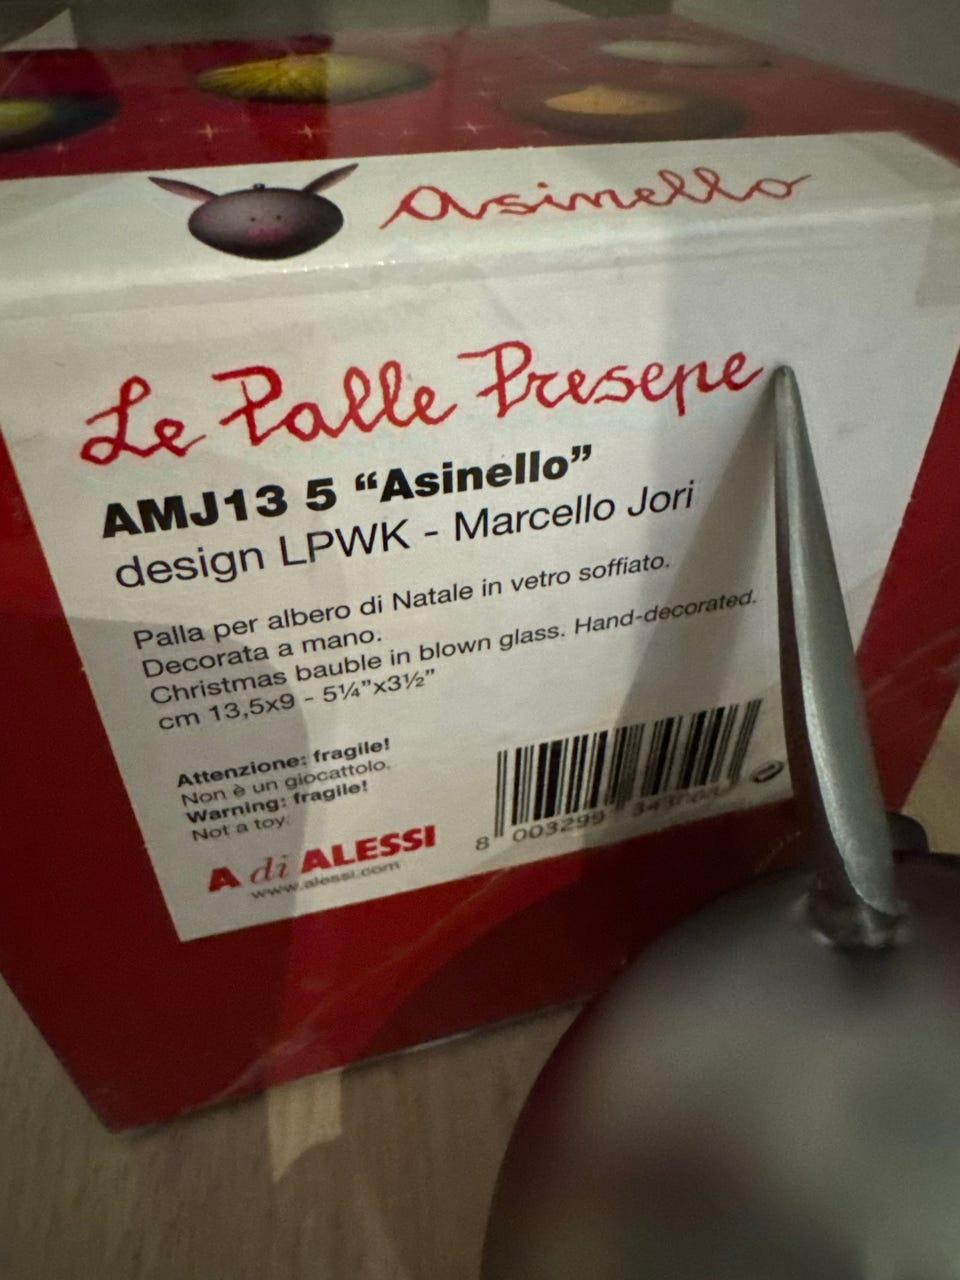 Asinello
Le Palle Presepe
AMJ13 5 “Asinello”
design LPWK - Marcello Jori
Palla per albero di Natale in vetro soffiato.
Decorata a mano.
Christmas bauble in blown glass. Hand-decorated.
cm 13,5x9 - 5¼”x3½”
Attenzione: fragile!
Non è un giocattolo.
Warning: fragile!
Not a toy.
A di ALESSI
www.alessi.com
8 003299